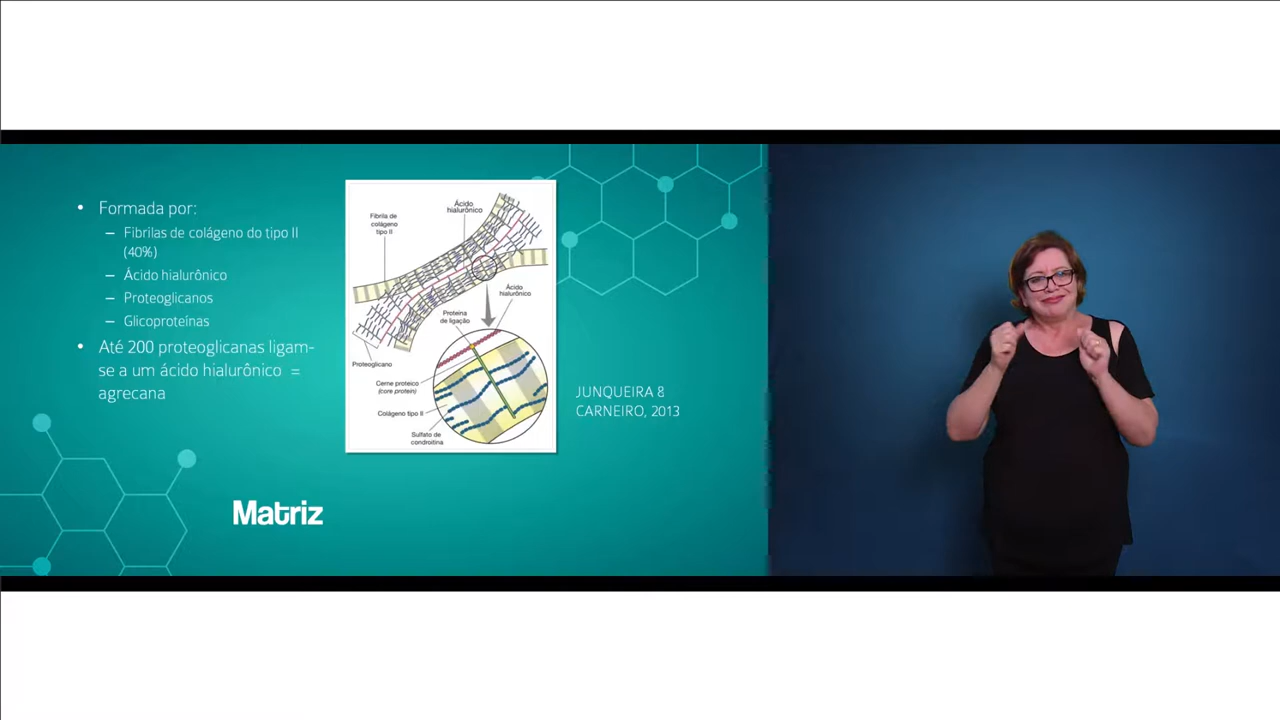 • Formada por:
– Fibrilas de colágeno do tipo II
(40%)
– Ácido hialurônico
– Proteoglicanos
– Glicoproteínas
• Até 200 proteoglicanas ligam-
se a um ácido hialurônico =
agrecana
Matriz
Fibrila de
colágeno
tipo II
Ácido
hialurônico
Ácido
hialurônico
Proteína
de ligação
Proteoglicano
Cerne proteico
(core protein)
Colágeno tipo II
Sulfato de
condroitina
JUNQUEIRA &
CARNEIRO, 2013